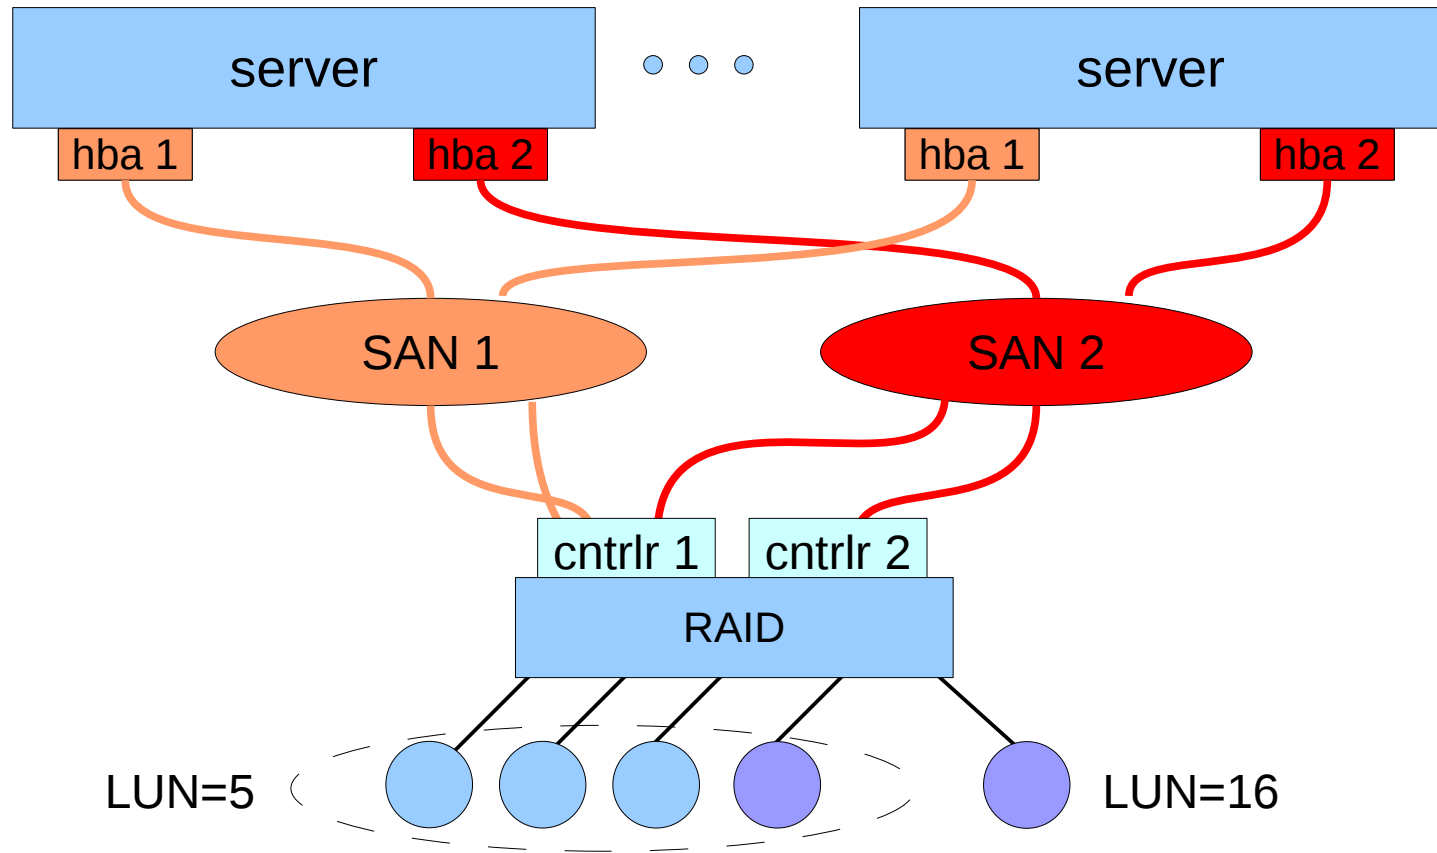 server
server
hba 1
hba 2
hba 1
hba 2
SAN 1
SAN 2
cntrlr 1
cntrlr 2
RAID
LUN=5
LUN=16